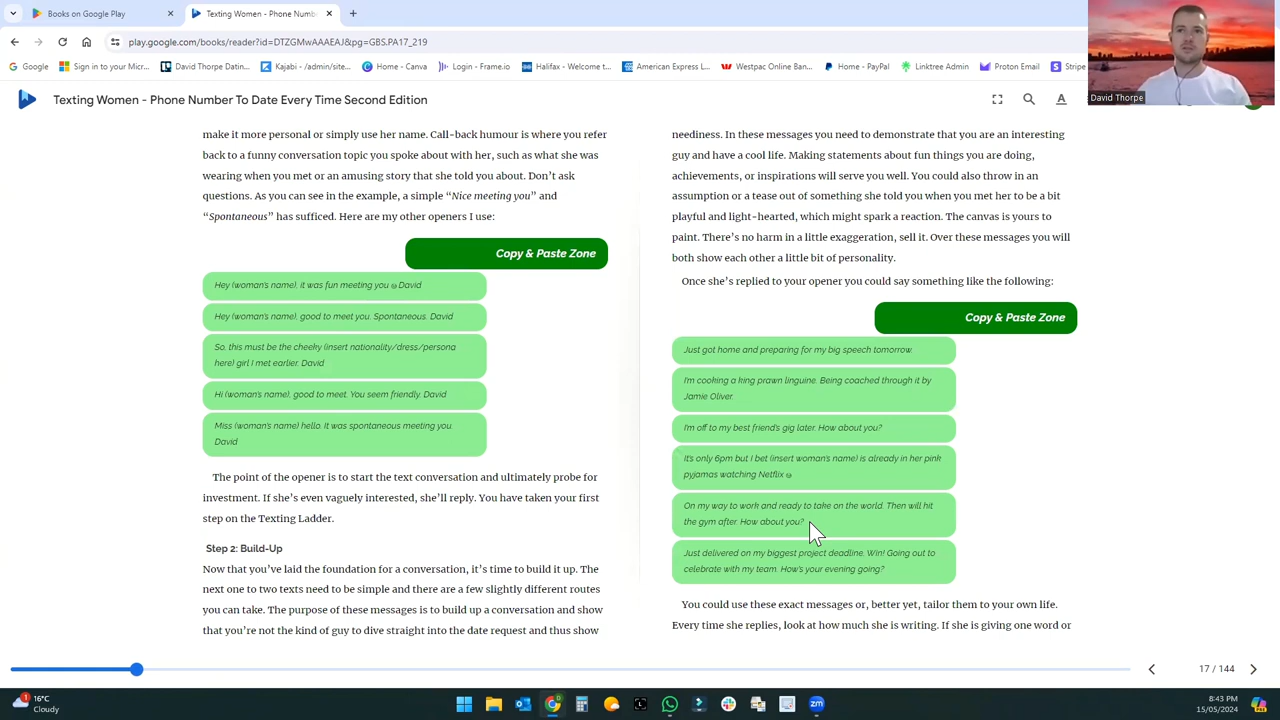 Books on Google Play
Texting Women - Phone Numb
play.google.com/books/reader?id=DTZGMwAAAEAJ&pg=GBS.PA17_219
Google
Sign in to your Micr...
David Thorpe Datin...
Kajabi - /admin/site...
Home - Canva
Login - Frame.io
Halifax - Welcome t...
American Express L...
Westpac Online Ban...
Home - PayPal
Linktree Admin
Proton Email
Stripe
David Thorpe
Texting Women - Phone Number To Date Every Time Second Edition
A
make it more personal or simply use her name. Call-back humour is where you refer
back to a funny conversation topic you spoke about with her, such as what she was
wearing when you met or an amusing story that she told you about. Don't ask
questions. As you can see in the example, a simple "Nice meeting you" and
"Spontaneous" has sufficed. Here are my other openers I use:
Copy & Paste Zone
Hey (woman's name), it was fun meeting you David
Hey (woman's name), good to meet you. Spontaneous. David
So, this must be the cheeky (insert nationality/dress/persona
here) girl I met earlier. David
Hi (woman's name), good to meet. You seem friendly. David
Miss (woman's name) hello. It was spontaneous meeting you.
David
The point of the opener is to start the text conversation and ultimately probe for
investment. If she's even vaguely interested, she'll reply. You have taken your first
step on the Texting Ladder.
Step 2: Build-Up
Now that you've laid the foundation for a conversation, it's time to build it up. The
next one to two texts need to be simple and there are a few slightly different routes
you can take. The purpose of these messages is to build up a conversation and show
that you're not the kind of guy to dive straight into the date request and thus show
neediness. In these messages you need to demonstrate that you are an interesting
guy and have a cool life. Making statements about fun things you are doing,
achievements, or inspirations will serve you well. You could also throw in an
assumption or a tease out of something she told you when you met her to be a bit
playful and light-hearted, which might spark a reaction. The canvas is yours to
paint. There's no harm in a little exaggeration, sell it. Over these messages you will
both show each other a little bit of personality.
Once she's replied to your opener you could say something like the following:
Copy & Paste Zone
Just got home and preparing for my big speech tomorrow.
I'm cooking a king prawn linguine. Being coached through it by
Jamie Oliver.
I'm off to my best friend's gig later. How about you?
It's only 6pm but I bet (insert woman's name) is already in her pink
pyjamas watching Netflix
On my way to work and ready to take on the world. Then will hit
the gym after. How about you?
Just delivered on my biggest project deadline. Win! Going out to
celebrate with my team. How's your evening going?
You could use these exact messages or, better yet, tailor them to your own life.
Every time she replies, look at how much she is writing. If she is giving one word or
17 / 144
1
16°C
Cloudy
zm
8:43 PM
15/05/2024